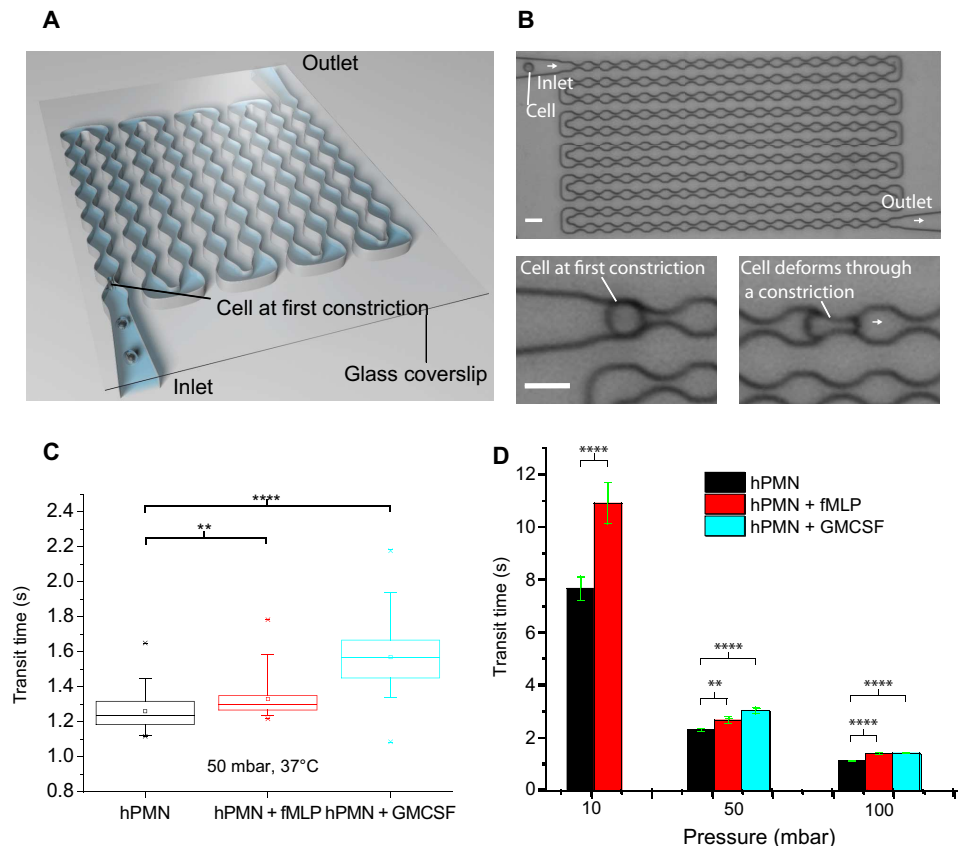 A
Outlet
Cell at first constriction
Glass coverslip
Inlet
B
Inlet
Cell
Outlet
Cell at first constriction
Cell deforms through
a constriction
C
Transit time (s)
2.4
2.2
2.0
1.8
1.6
1.4
1.2
1.0
0.8
****
**
50 mbar, 37°C
hPMN
hPMN + fMLP
hPMN + GMCSF
D
Transit time (s)
12
10
8
6
4
2
0
****
hPMN
hPMN + fMLP
hPMN + GMCSF
****
**
****
****
10
50
100
Pressure (mbar)